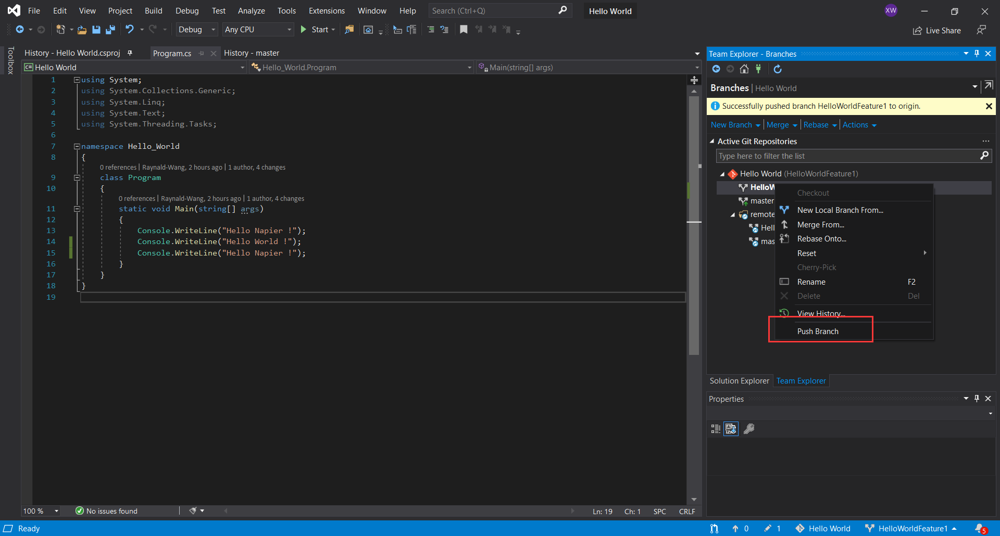 File Edit View Project Build Debug Test Analyze Tools Extensions Window Help Search (Ctrl+Q) Hello World XW
Debug Any CPU Start Live Share
Toolbox
History - Hello World.csproj Program.cs History - master
C# Hello World Hello_World.Program Main(string[] args)
1 using System;
2 using System.Collections.Generic;
3 using System.Linq;
4 using System.Text;
5 using System.Threading.Tasks;
6
7 namespace Hello_World
8 {
0 references | Raynald-Wang, 2 hours ago | 1 author, 4 changes
9 class Program
10 {
0 references | Raynald-Wang, 2 hours ago | 1 author, 4 changes
11 static void Main(string[] args)
12 {
13 Console.WriteLine("Hello Napier !");
14 Console.WriteLine("Hello World !");
15 Console.WriteLine("Hello Napier !");
16 }
17 }
18 }
19
100 % No issues found Ln: 19 Ch: 1 SPC CRLF
Team Explorer - Branches
Branches | Hello World
Successfully pushed branch HelloWorldFeature1 to origin.
New Branch Merge Rebase Actions
Active Git Repositories
Type here to filter the list
Hello World (HelloWorldFeature1)
HelloW
master
remote
Hell
mas
Checkout
New Local Branch From...
Merge From...
Rebase Onto...
Reset
Cherry-Pick
Rename F2
Delete Del
View History...
Push Branch
Solution Explorer Team Explorer
Properties
Ready 0 1 Hello World HelloWorldFeature1 5